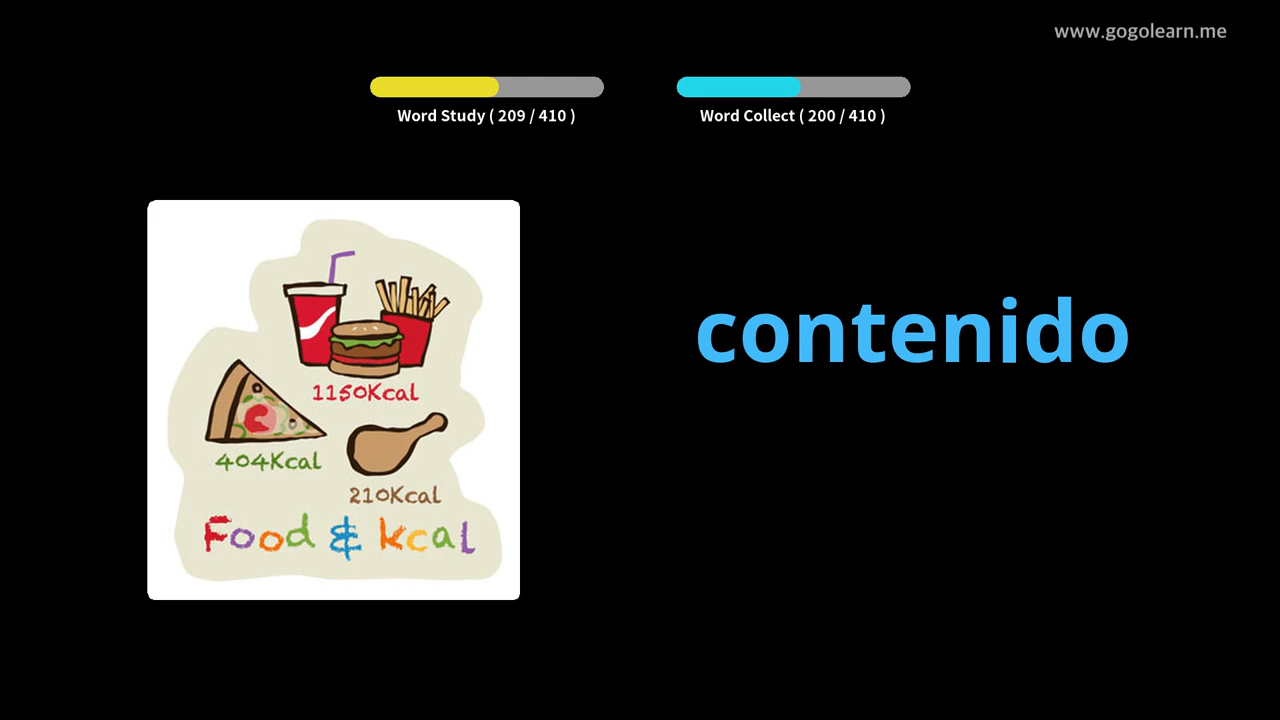 www.gogolearn.me
Word Study ( 209 / 410 )
Word Collect ( 200 / 410 )
1150Kcal
404Kcal
210Kcal
Food & kcal
contenido